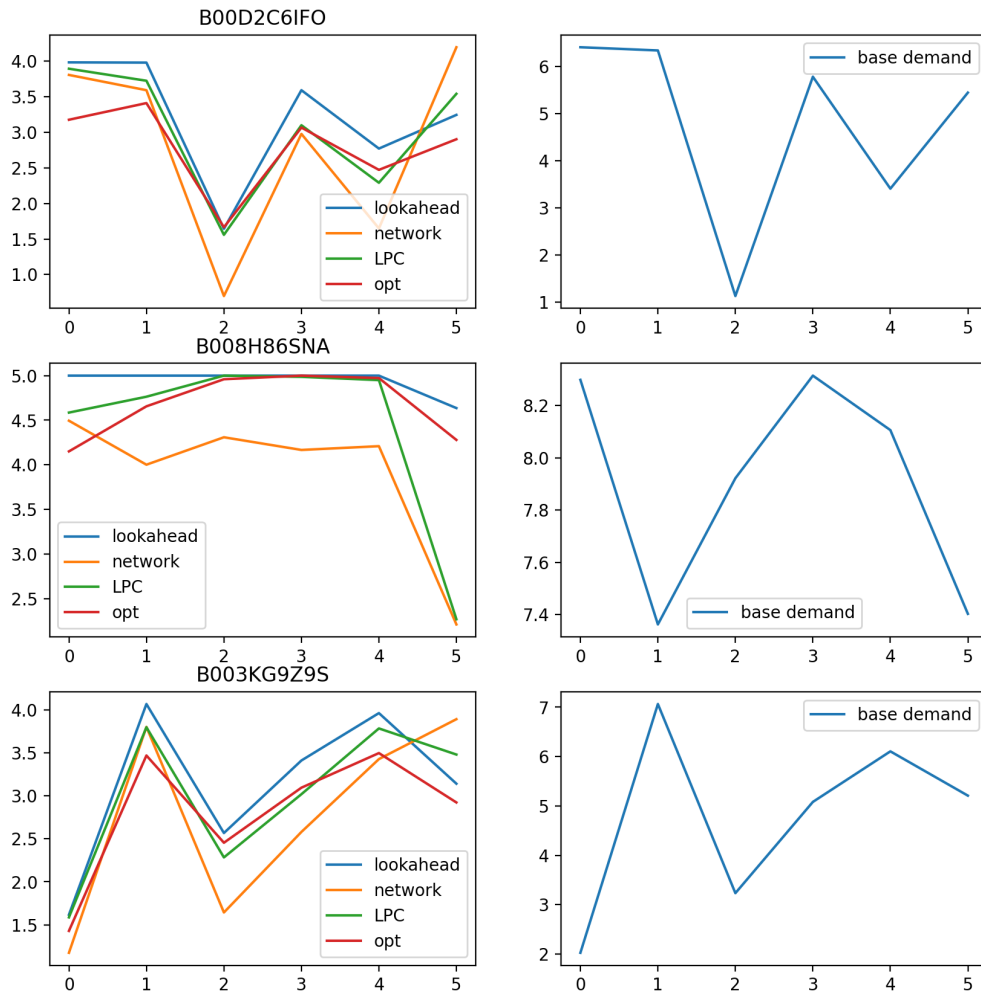 B00D2C6IFO
4.0
3.5
3.0
2.5
2.0
1.5
1.0
lookahead
network
LPC
opt
0 1 2 3 4 5
6
5
4
3
2
1
base demand
0 1 2 3 4 5
B008H86SNA
5.0
4.5
4.0
3.5
3.0
2.5
lookahead
network
LPC
opt
0 1 2 3 4 5
8.2
8.0
7.8
7.6
7.4
base demand
0 1 2 3 4 5
B003KG9Z9S
4.0
3.5
3.0
2.5
2.0
1.5
lookahead
network
LPC
opt
0 1 2 3 4 5
7
6
5
4
3
2
base demand
0 1 2 3 4 5